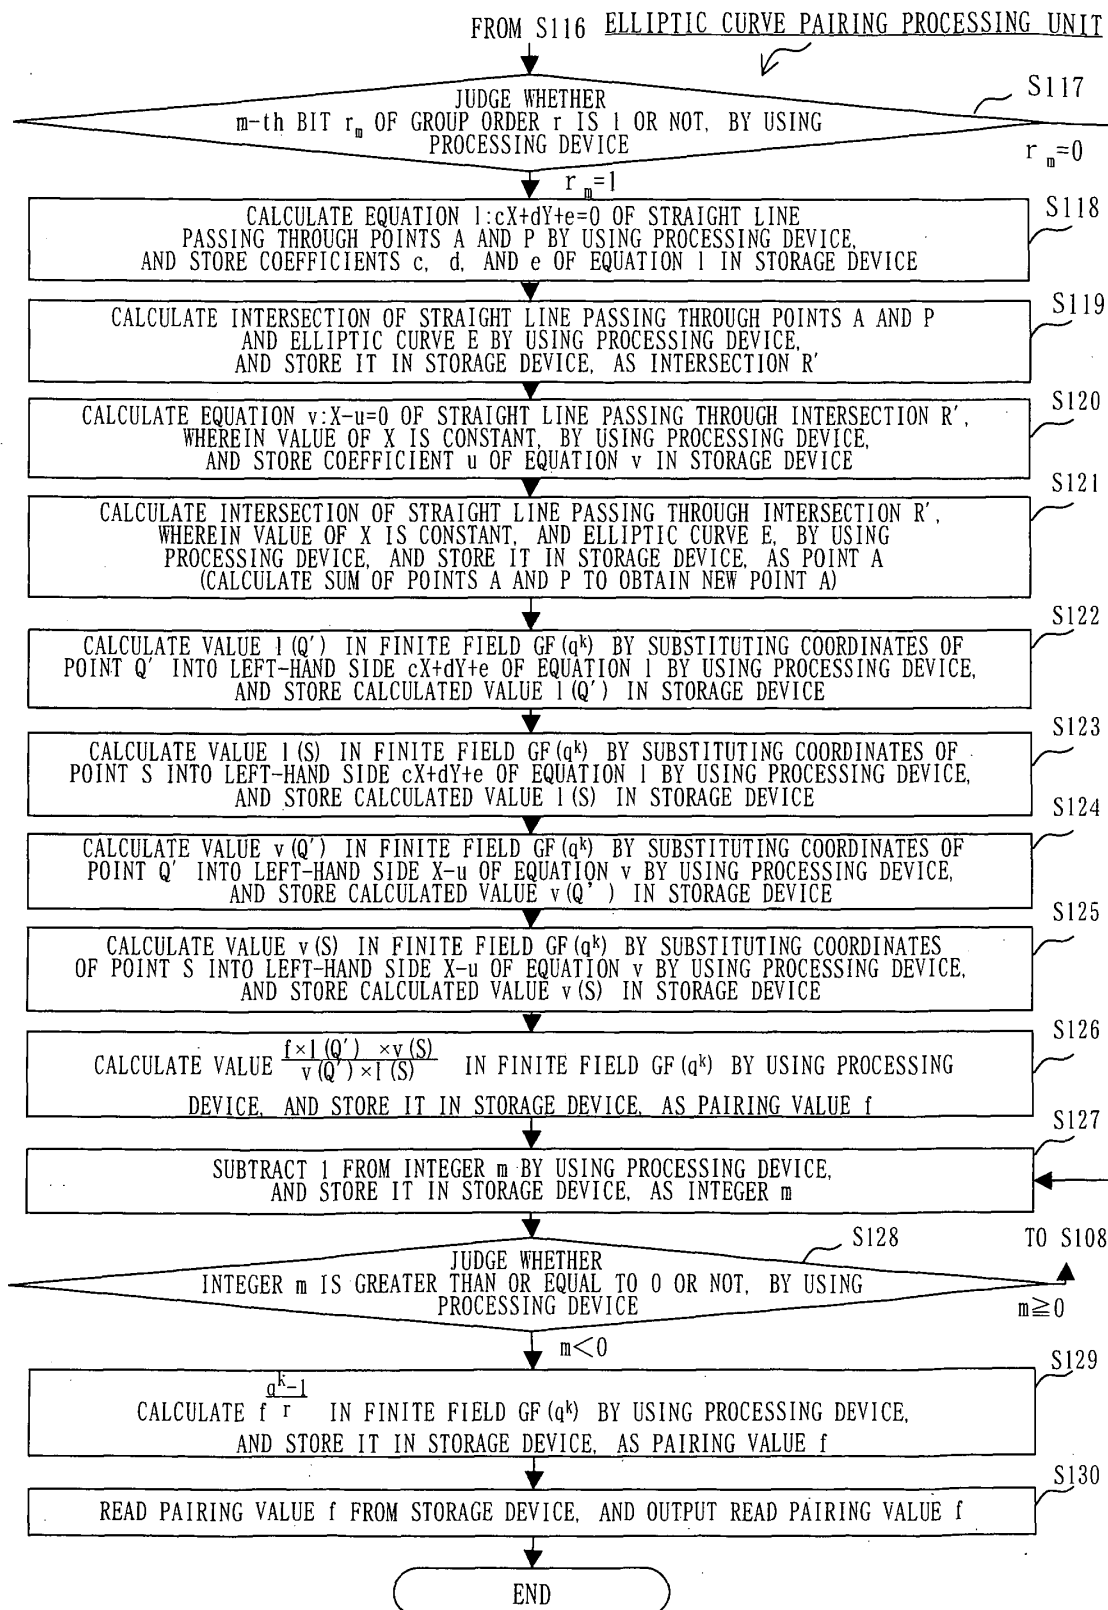 FROM S116 ELLIPTIC CURVE PAIRING PROCESSING UNIT
S117
JUDGE WHETHER
m-th BIT r_m OF GROUP ORDER r IS 1 OR NOT, BY USING
PROCESSING DEVICE
r_m=0
r_m=1
S118
CALCULATE EQUATION l:cX+dY+e=0 OF STRAIGHT LINE
PASSING THROUGH POINTS A AND P BY USING PROCESSING DEVICE,
AND STORE COEFFICIENTS c, d, AND e OF EQUATION l IN STORAGE DEVICE
S119
CALCULATE INTERSECTION OF STRAIGHT LINE PASSING THROUGH POINTS A AND P
AND ELLIPTIC CURVE E BY USING PROCESSING DEVICE,
AND STORE IT IN STORAGE DEVICE, AS INTERSECTION R'
S120
CALCULATE EQUATION v:X-u=0 OF STRAIGHT LINE PASSING THROUGH INTERSECTION R',
WHEREIN VALUE OF X IS CONSTANT, BY USING PROCESSING DEVICE,
AND STORE COEFFICIENT u OF EQUATION v IN STORAGE DEVICE
S121
CALCULATE INTERSECTION OF STRAIGHT LINE PASSING THROUGH INTERSECTION R',
WHEREIN VALUE OF X IS CONSTANT, AND ELLIPTIC CURVE E, BY USING
PROCESSING DEVICE, AND STORE IT IN STORAGE DEVICE, AS POINT A
(CALCULATE SUM OF POINTS A AND P TO OBTAIN NEW POINT A)
S122
CALCULATE VALUE l(Q') IN FINITE FIELD GF(q^k) BY SUBSTITUTING COORDINATES OF
POINT Q' INTO LEFT-HAND SIDE cX+dY+e OF EQUATION l BY USING PROCESSING DEVICE,
AND STORE CALCULATED VALUE l(Q') IN STORAGE DEVICE
S123
CALCULATE VALUE l(S) IN FINITE FIELD GF(q^k) BY SUBSTITUTING COORDINATES OF
POINT S INTO LEFT-HAND SIDE cX+dY+e OF EQUATION l BY USING PROCESSING DEVICE,
AND STORE CALCULATED VALUE l(S) IN STORAGE DEVICE
S124
CALCULATE VALUE v(Q') IN FINITE FIELD GF(q^k) BY SUBSTITUTING COORDINATES OF
POINT Q' INTO LEFT-HAND SIDE X-u OF EQUATION v BY USING PROCESSING DEVICE,
AND STORE CALCULATED VALUE v(Q') IN STORAGE DEVICE
S125
CALCULATE VALUE v(S) IN FINITE FIELD GF(q^k) BY SUBSTITUTING COORDINATES
OF POINT S INTO LEFT-HAND SIDE X-u OF EQUATION v BY USING PROCESSING DEVICE,
AND STORE CALCULATED VALUE v(S) IN STORAGE DEVICE
S126
f×l(Q')×v(S)
CALCULATE VALUE IN FINITE FIELD GF(q^k) BY USING PROCESSING
v(Q')×l(S)
DEVICE, AND STORE IT IN STORAGE DEVICE, AS PAIRING VALUE f
S127
SUBTRACT 1 FROM INTEGER m BY USING PROCESSING DEVICE,
AND STORE IT IN STORAGE DEVICE, AS INTEGER m
S128 TO S108
JUDGE WHETHER
INTEGER m IS GREATER THAN OR EQUAL TO 0 OR NOT, BY USING
PROCESSING DEVICE
m≧0
m<0
S129
q^k-1
CALCULATE f r IN FINITE FIELD GF(q^k) BY USING PROCESSING DEVICE,
AND STORE IT IN STORAGE DEVICE, AS PAIRING VALUE f
S130
READ PAIRING VALUE f FROM STORAGE DEVICE, AND OUTPUT READ PAIRING VALUE f
END